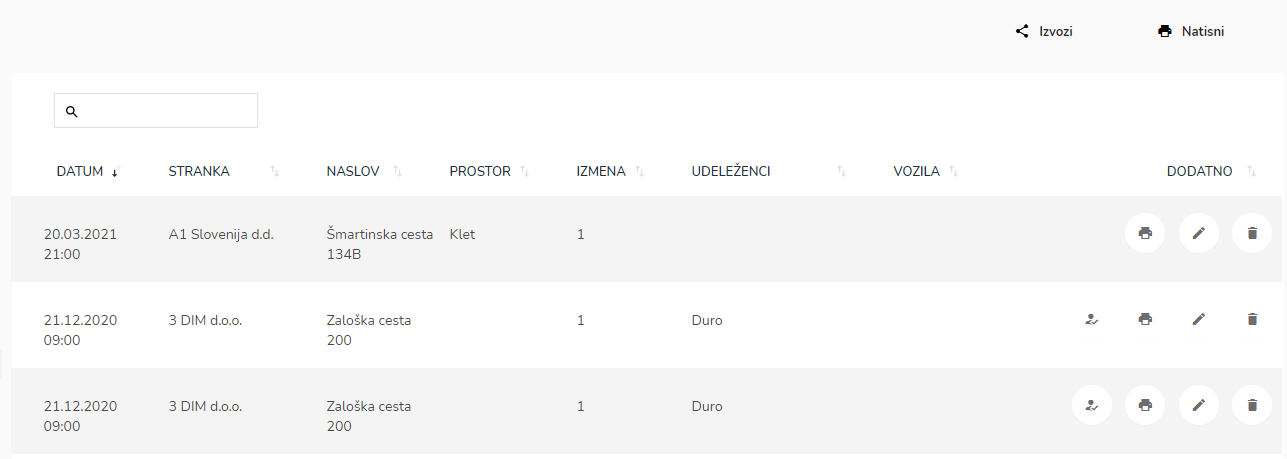 Izvozi Natisni
DATUM STRANKA NASLOV PROSTOR IZMENA UDELEŽENCI VOZILA DODATNO
20.03.2021 A1 Slovenija d.d. Šmartinska cesta Klet 1
21:00 134B
21.12.2020 3 DIM d.o.o. Zaloška cesta 1 Duro
09:00 200
21.12.2020 3 DIM d.o.o. Zaloška cesta 1 Duro
09:00 200